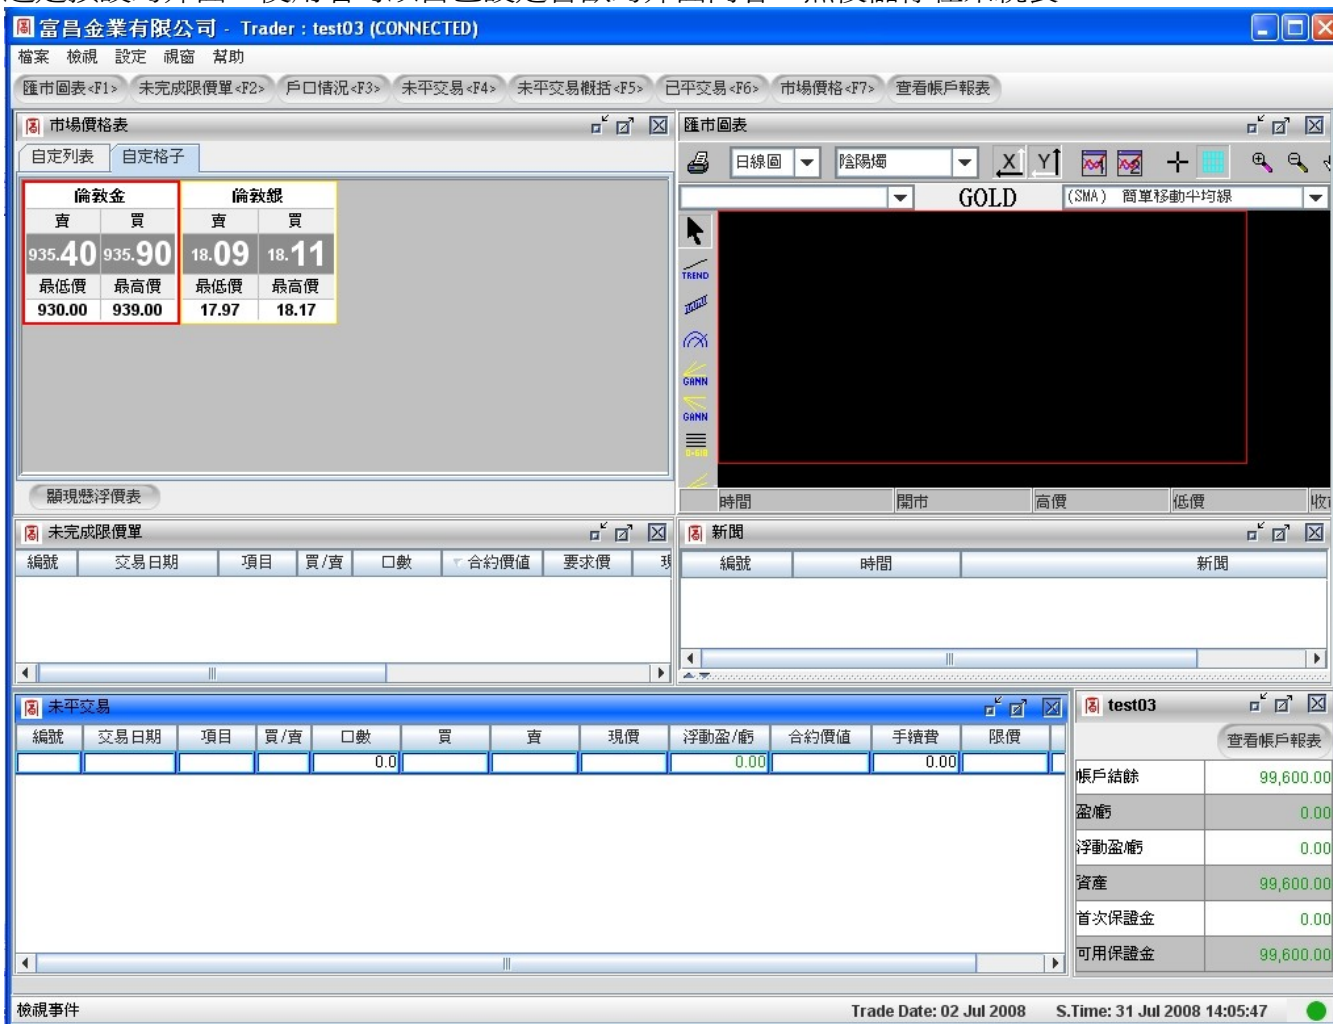 富昌金業有限公司 - Trader : test03 (CONNECTED)
檔案 檢視 設定 視窗 幫助
匯市圖表<F1> 未完成限價單<F2> 戶口情況<F3> 未平交易<F4> 未平交易概括<F5> 已平交易<F6> 市場價格<F7> 查看帳戶報表
市場價格表
自定列表 自定格子
倫敦金 倫敦銀
賣 買 賣 買
935.40 935.90 18.09 18.11
最低價 最高價 最低價 最高價
930.00 939.00 17.97 18.17
顯現懸浮價表
匯市圖表
日線圖 陰陽燭 X Y
GOLD (SMA) 簡單移動平均線
TREND
GANN
GANN
時間 開市 高價 低價
未完成限價單
編號 交易日期 項目 買/賣 口數 合約價值 要求價
新聞
編號 時間 新聞
未平交易
編號 交易日期 項目 買/賣 口數 買 賣 現價 浮動盈/虧 合約價值 手續費 限價
0.0 0.00 0.00
test03
查看帳戶報表
帳戶結餘 99,600.00
盈/虧 0.00
浮動盈/虧 0.00
資產 99,600.00
首次保證金 0.00
可用保證金 99,600.00
檢視事件 Trade Date: 02 Jul 2008 S.Time: 31 Jul 2008 14:05:47